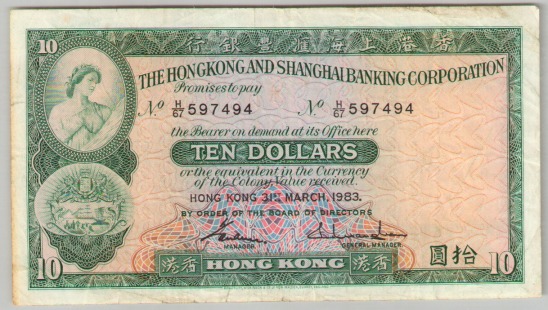 10 行銀豐滙海上港香
THE HONGKONG AND SHANGHAI BANKING CORPORATION
Promises to pay
No H/67 597494 No H/67 597494
the Bearer on demand at its Office here
TEN DOLLARS
or the equivalent in the Currency
of the Colony Value received.
HONG KONG 31ST MARCH, 1983.
BY ORDER OF THE BOARD OF DIRECTORS
MANAGER GENERAL MANAGER
圓拾
10 港香 HONG KONG 港香 10